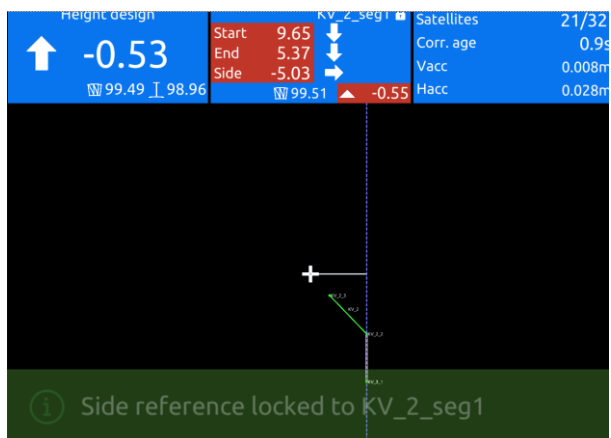 Height design
-0.53
99.49 98.96
KV_2_seg1
Start 9.65
End 5.37
Side -5.03
99.51 -0.55
Satellites 21/32
Corr. age 0.9s
Vacc 0.008m
Hacc 0.028m
KV_2_3
KV_2
KV_2_2
KV_2_1
Side reference locked to KV_2_seg1